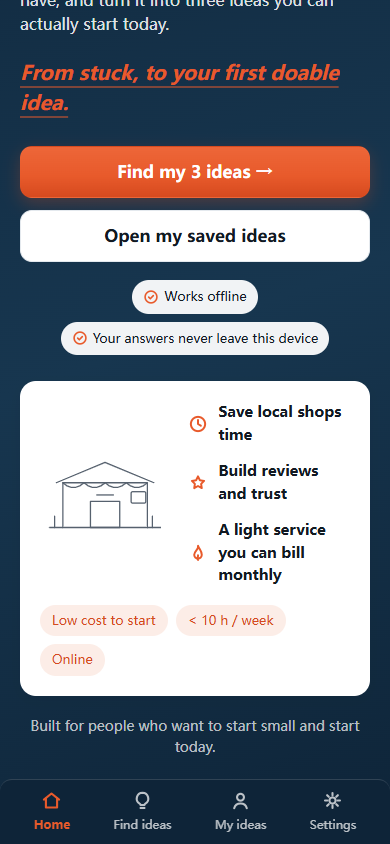 have, and turn it into three ideas you can
actually start today.
From stuck, to your first doable
idea.
Find my 3 ideas →
Open my saved ideas
Works offline
Your answers never leave this device
Save local shops
time
Build reviews
and trust
A light service
you can bill
monthly
Low cost to start
< 10 h / week
Online
Built for people who want to start small and start
today.
Home
Find ideas
My ideas
Settings